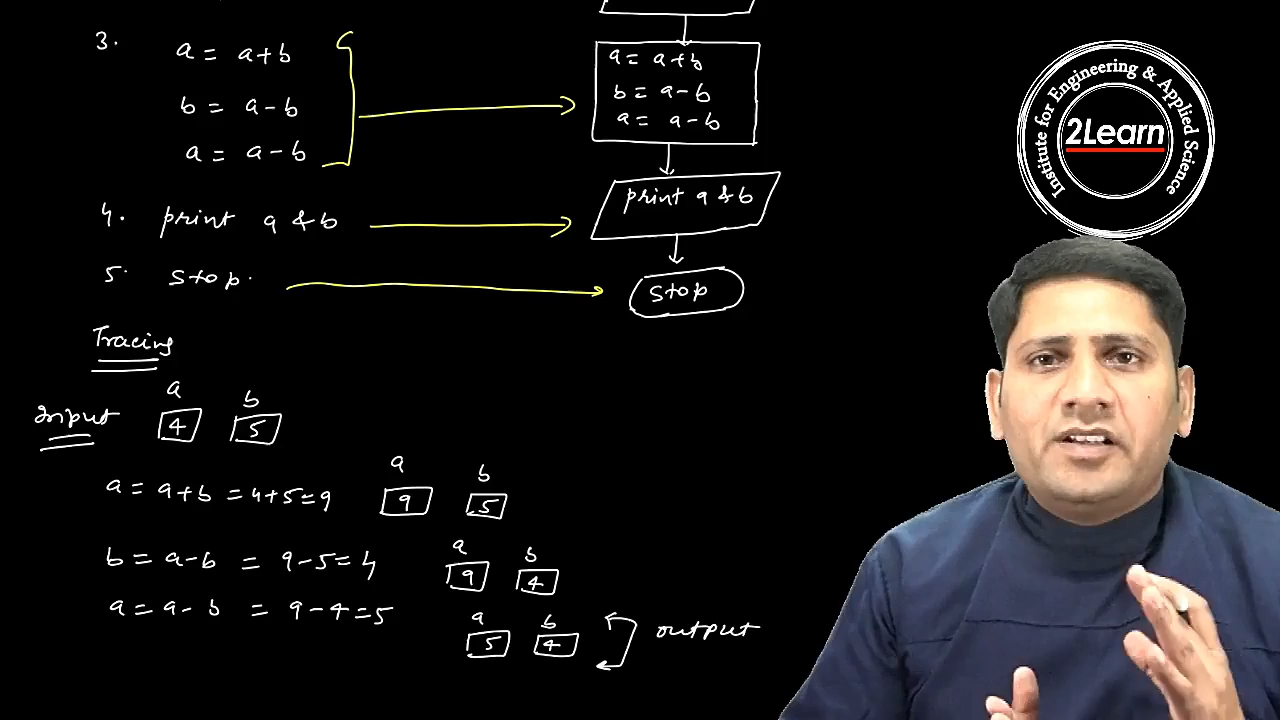 3. a = a+b
b = a-b
a = a-b
4. print a & b
5. stop.
a = a+b
b = a-b
a = a-b
print a & b
stop
Tracing
a b
Input 4 5
a = a+b = 4+5=9
a b
9 5
b = a-b = 9-5=4
a b
9 4
a = a-b = 9-4=5
a b
5 4 output
Institute for Engineering & Applied Science
2Learn